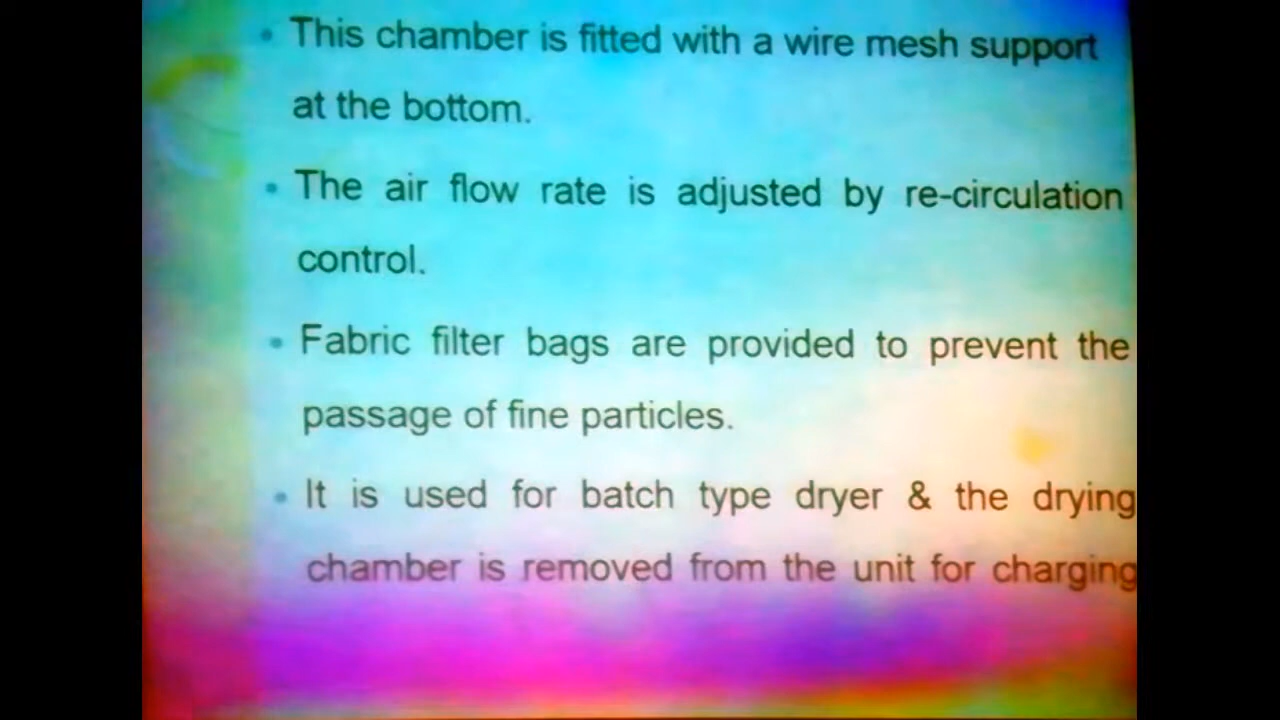 • This chamber is fitted with a wire mesh support
at the bottom.
• The air flow rate is adjusted by re-circulation
control.
• Fabric filter bags are provided to prevent the
passage of fine particles.
• It is used for batch type dryer & the drying
chamber is removed from the unit for charging